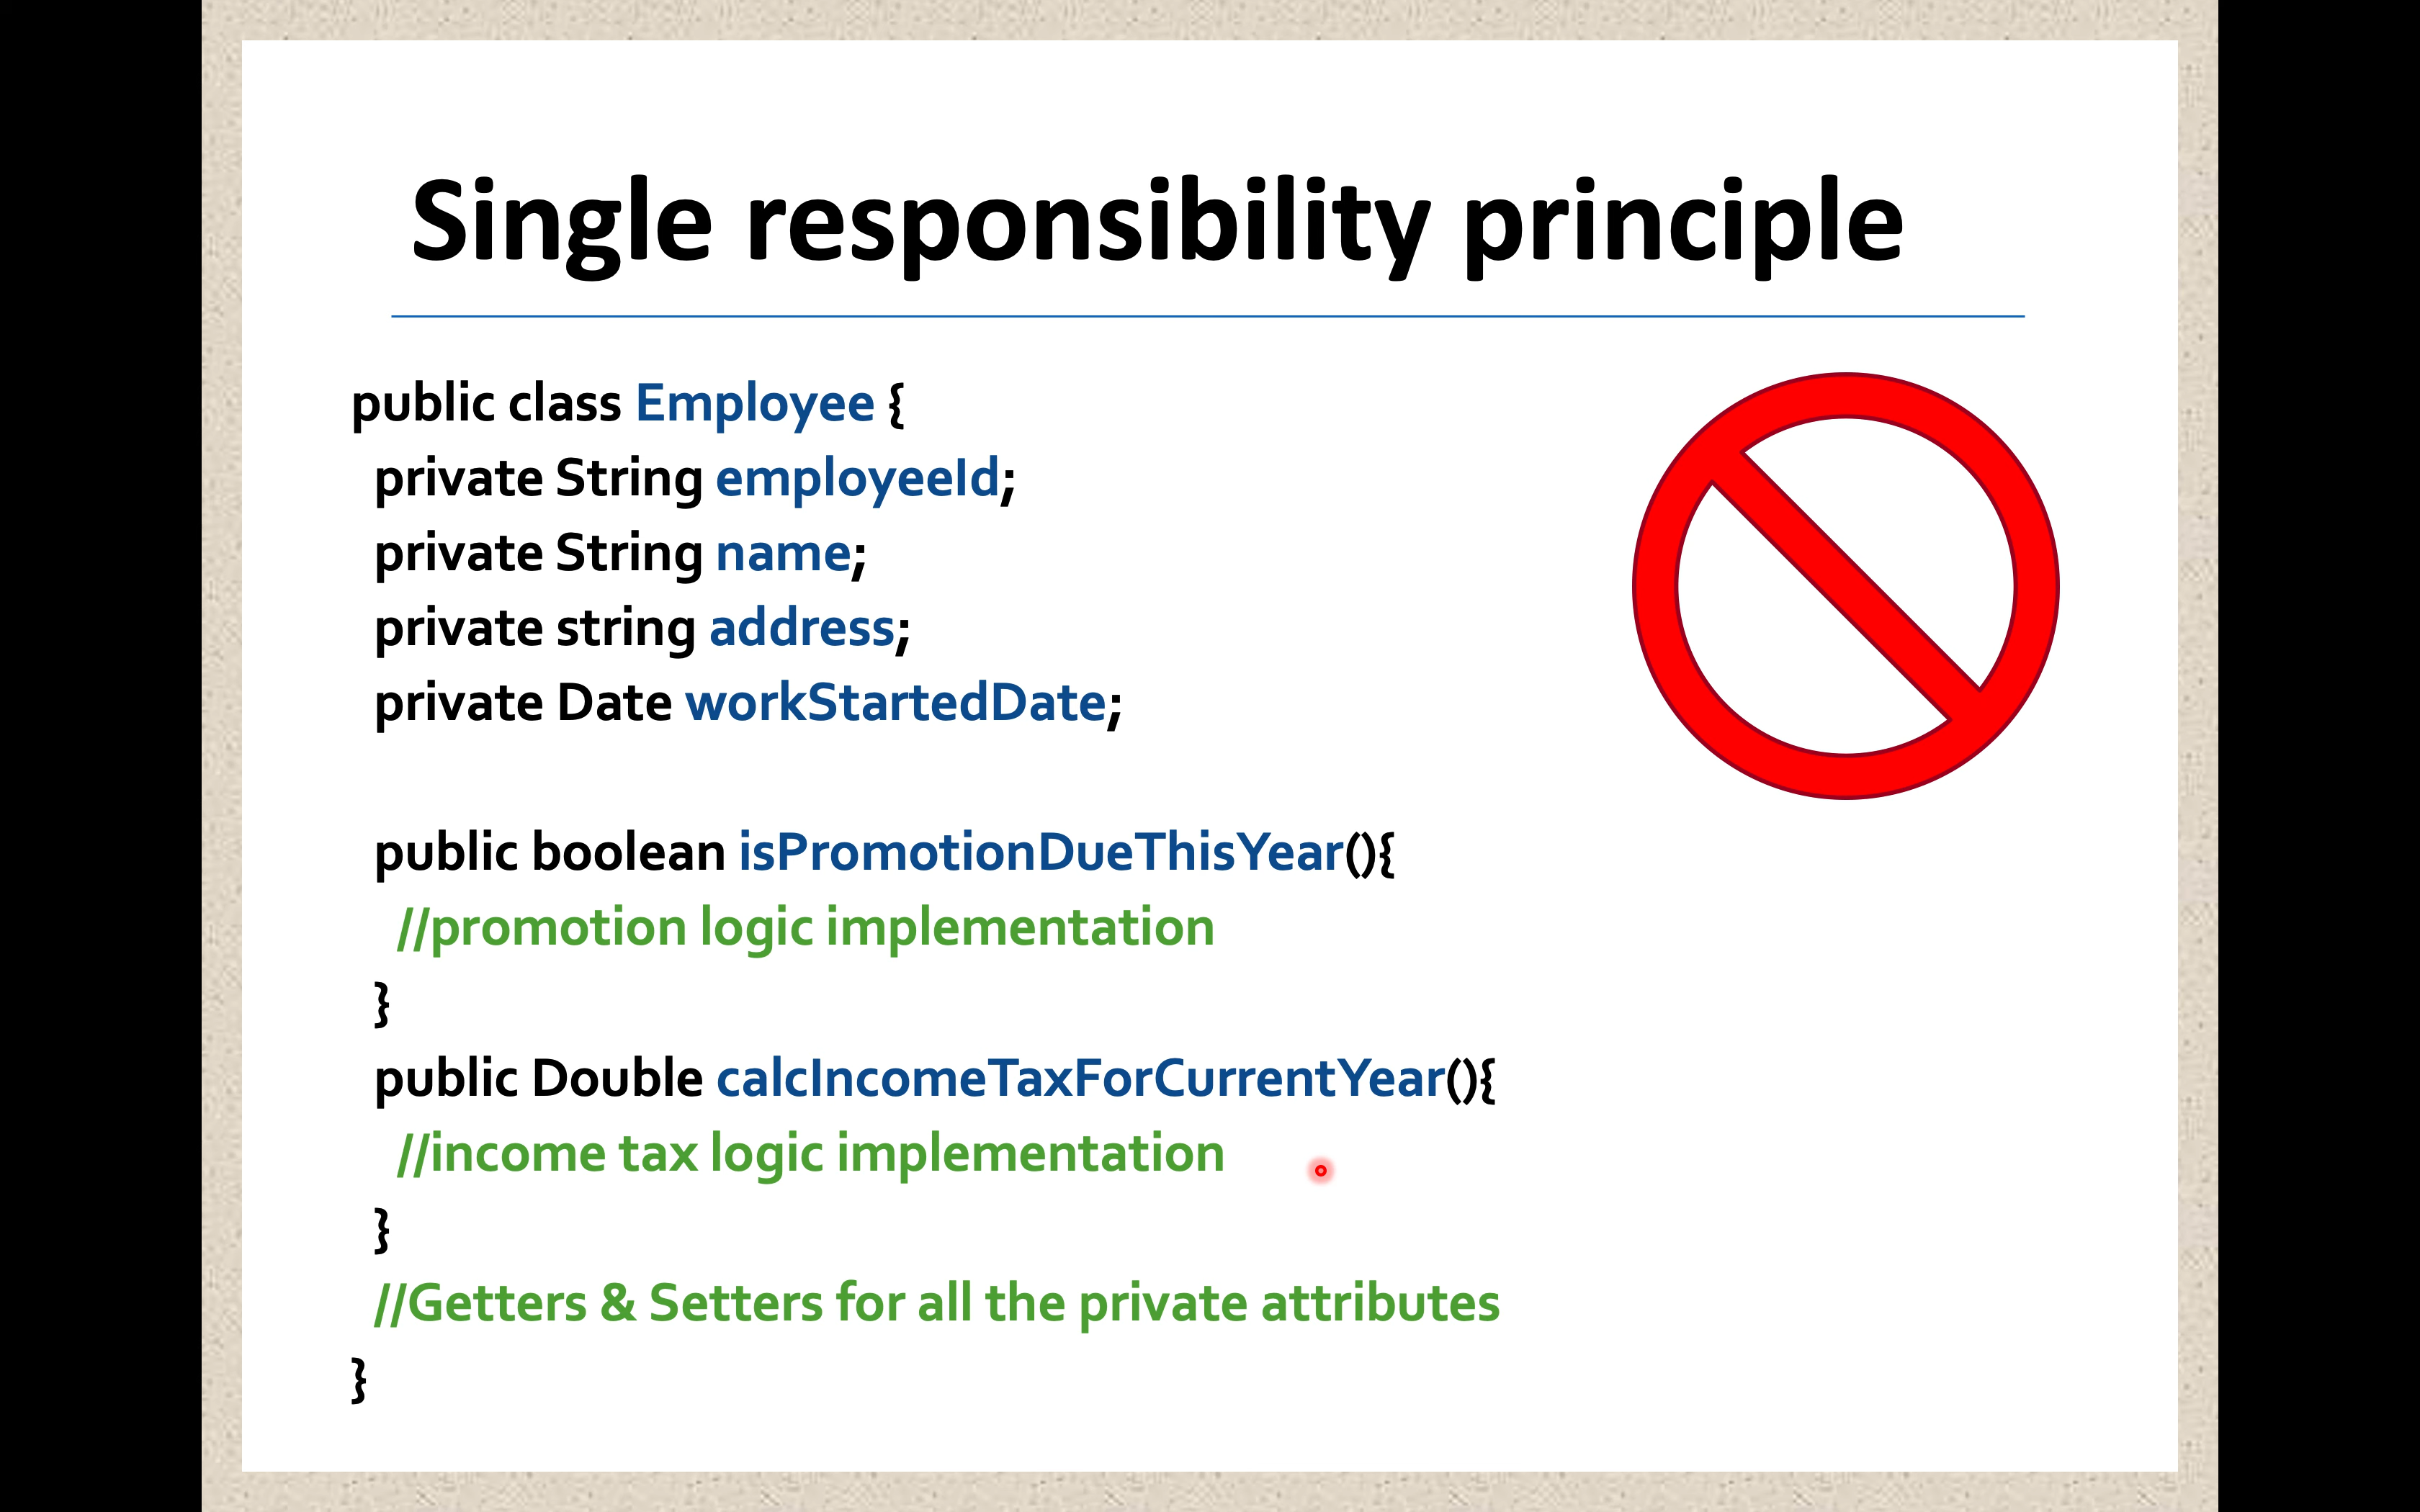 Single responsibility principle
public class Employee {
private String employeeId;
private String name;
private string address;
private Date workStartedDate;
public boolean isPromotionDueThisYear(){
//promotion logic implementation
}
public Double calcIncomeTaxForCurrentYear(){
//income tax logic implementation
}
//Getters & Setters for all the private attributes
}